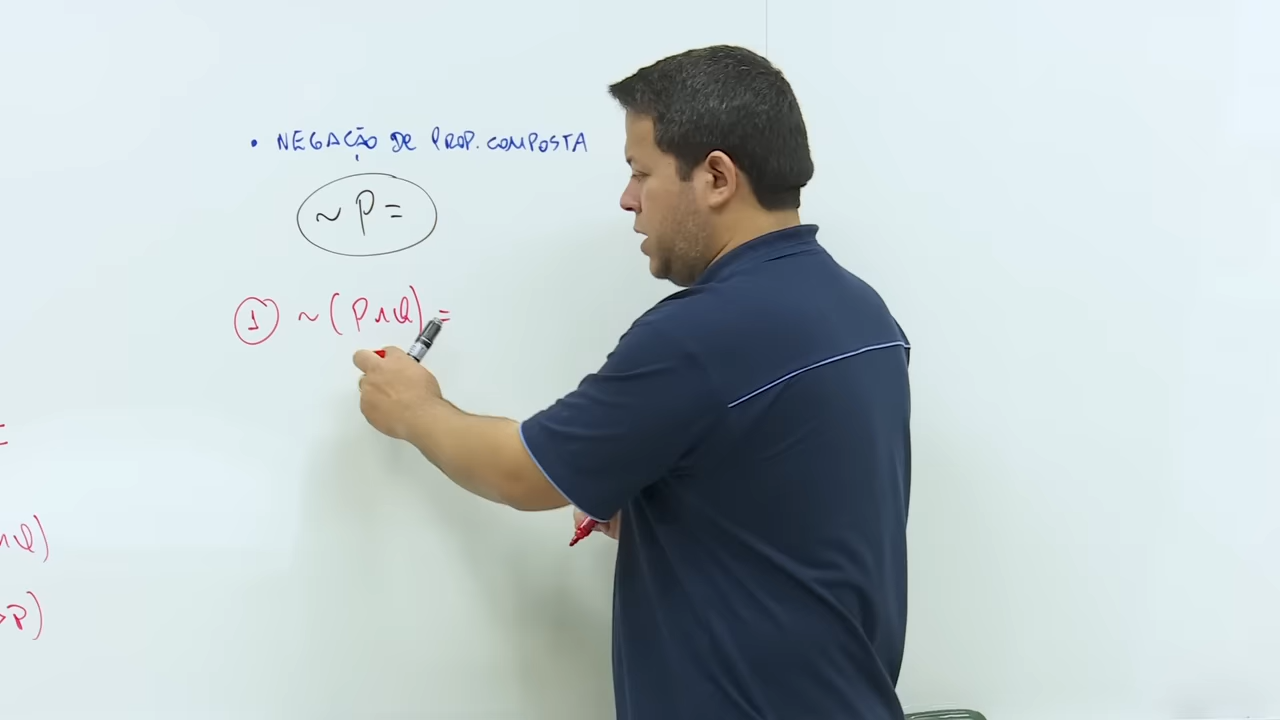 • NEGAÇÃO DE PROP. COMPOSTA
~ P =
① ~ (P ∧ Q) =
∧ Q)
→ P)